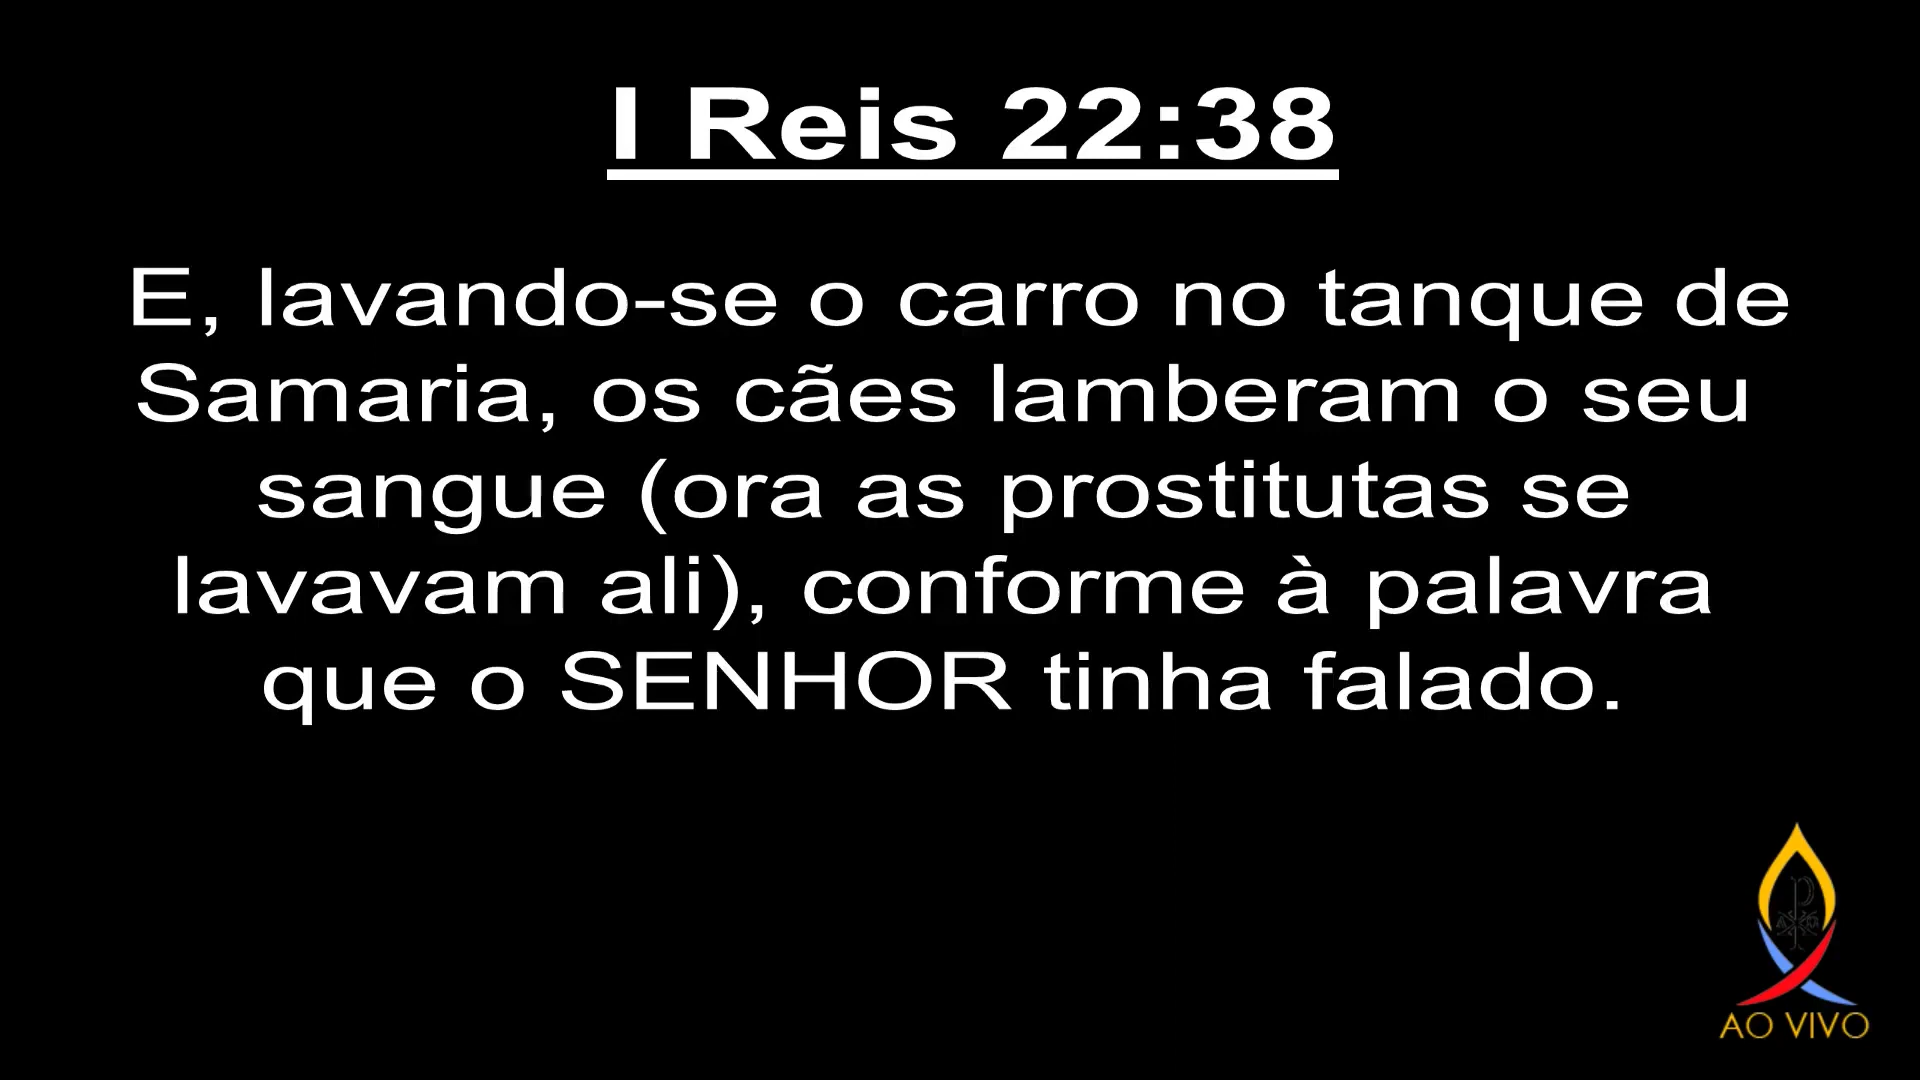 I Reis 22:38
E, lavando-se o carro no tanque de
Samaria, os cães lamberam o seu
sangue (ora as prostitutas se
lavavam ali), conforme à palavra
que o SENHOR tinha falado.
AO VIVO